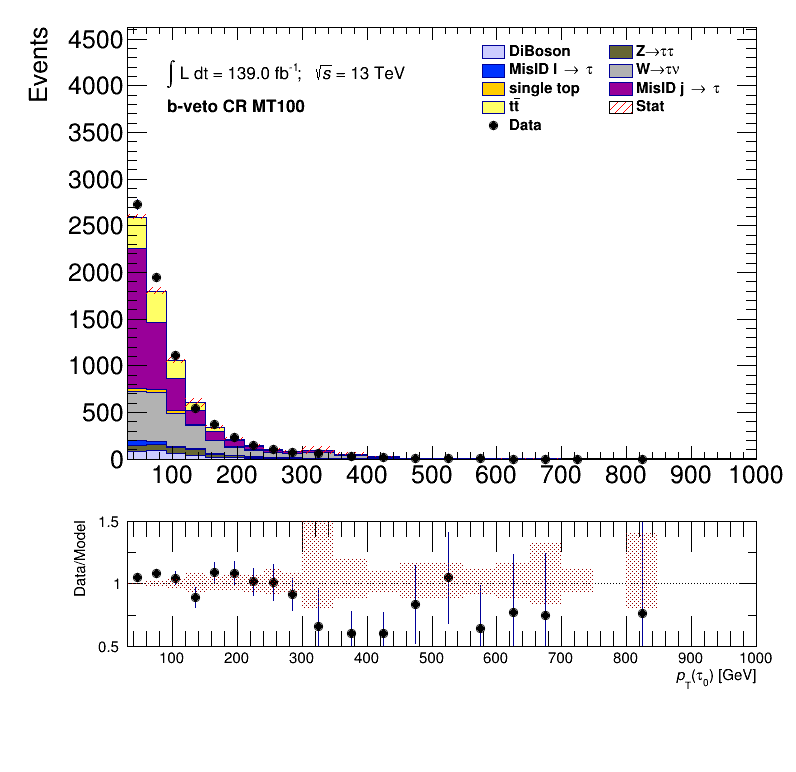 Events
4500
4000
3500
3000
2500
2000
1500
1000
500
0
∫ L dt = 139.0 fb⁻¹; √s = 13 TeV
b-veto CR MT100
DiBoson
MisID l → τ
single top
tt̄
Data
Z→ττ
W→τν
MisID j → τ
Stat
100 200 300 400 500 600 700 800 900 1000
Data/Model
1.5
1
0.5
100 200 300 400 500 600 700 800 900 1000
p_T(τ_0) [GeV]